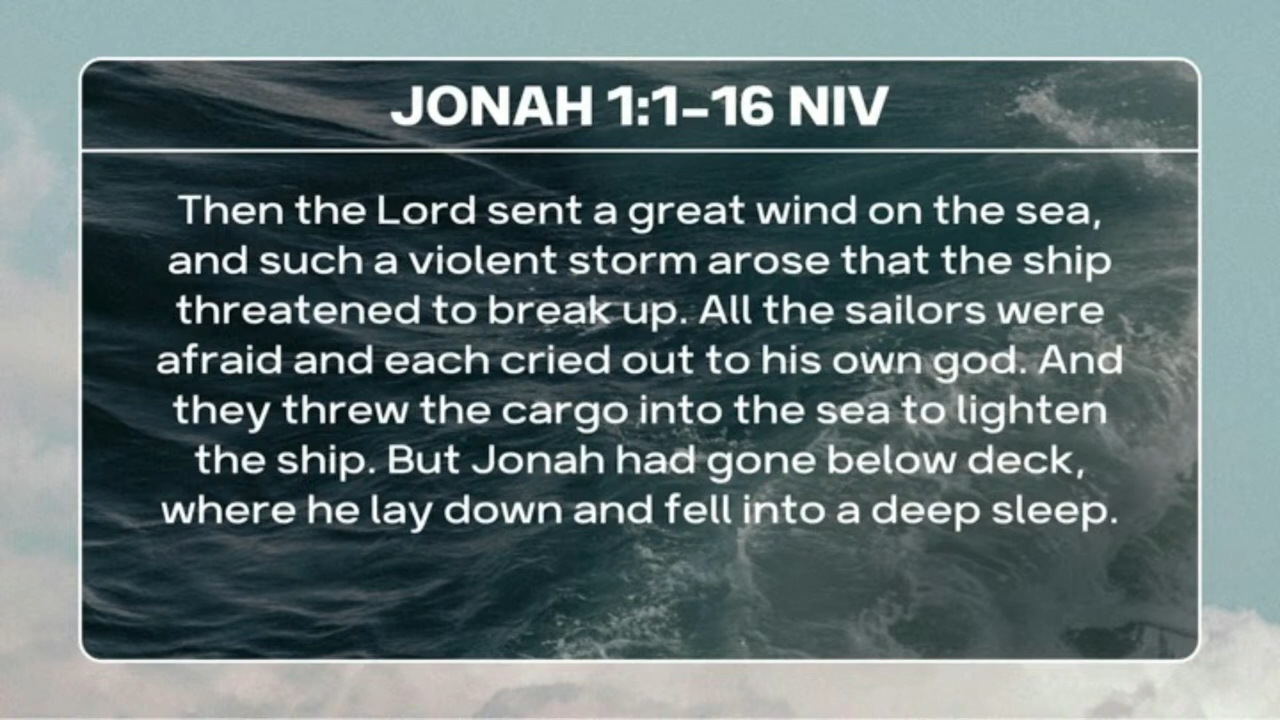 JONAH 1:1–16 NIV
Then the Lord sent a great wind on the sea,
and such a violent storm arose that the ship
threatened to break up. All the sailors were
afraid and each cried out to his own god. And
they threw the cargo into the sea to lighten
the ship. But Jonah had gone below deck,
where he lay down and fell into a deep sleep.